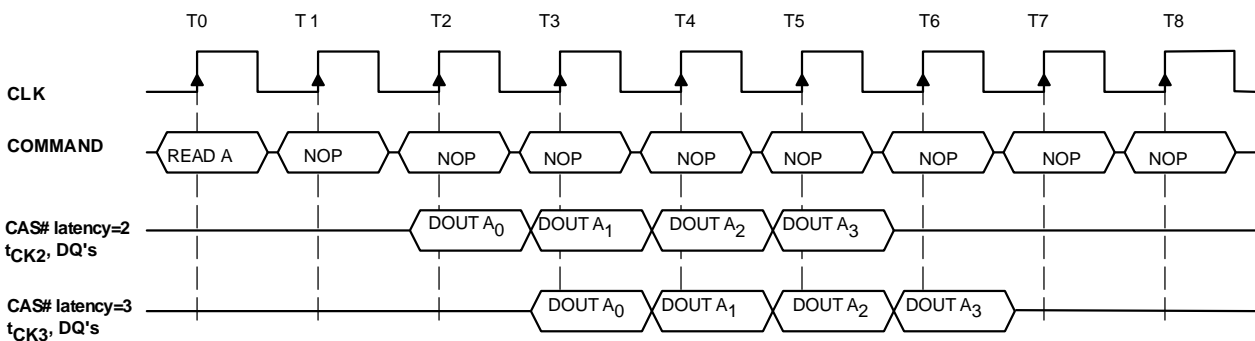 T0 T1 T2 T3 T4 T5 T6 T7 T8
CLK
COMMAND READ A NOP NOP NOP NOP NOP NOP NOP NOP
CAS# latency=2 DOUT A0 DOUT A1 DOUT A2 DOUT A3
tCK2, DQ's
CAS# latency=3 DOUT A0 DOUT A1 DOUT A2 DOUT A3
tCK3, DQ's